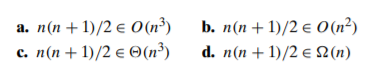 a. n(n + 1)/2 ∈ O(n³) b. n(n + 1)/2 ∈ O(n²)
c. n(n + 1)/2 ∈ Θ(n³) d. n(n + 1)/2 ∈ Ω(n)